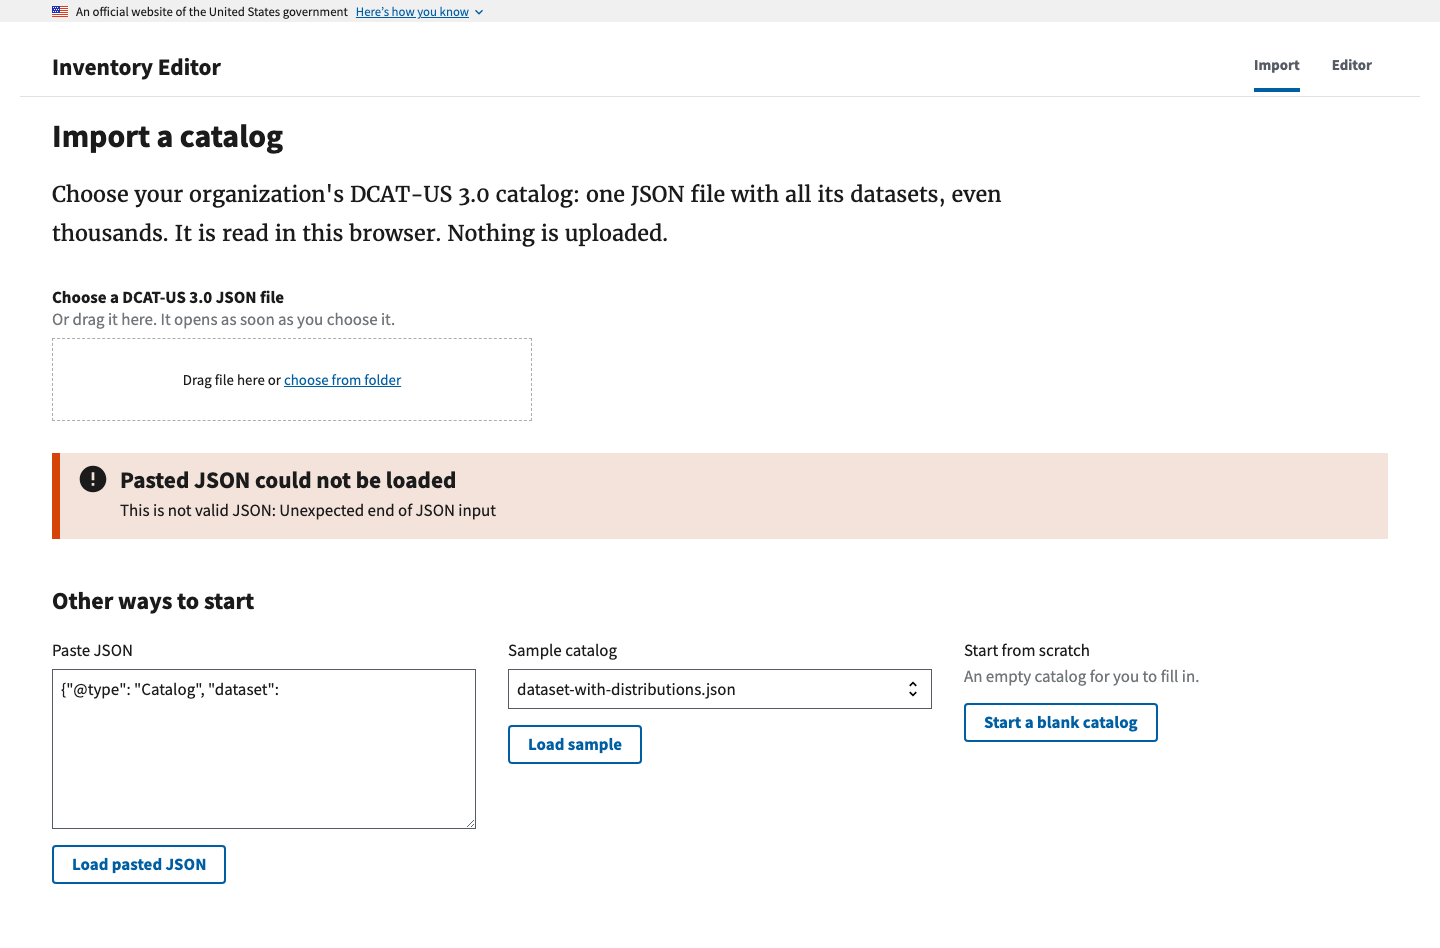 An official website of the United States government Here's how you know
Inventory Editor
Import Editor
Import a catalog
Choose your organization's DCAT-US 3.0 catalog: one JSON file with all its datasets, even
thousands. It is read in this browser. Nothing is uploaded.
Choose a DCAT-US 3.0 JSON file
Or drag it here. It opens as soon as you choose it.
Drag file here or choose from folder
Pasted JSON could not be loaded
This is not valid JSON: Unexpected end of JSON input
Other ways to start
Paste JSON
{"@type": "Catalog", "dataset":
Load pasted JSON
Sample catalog
dataset-with-distributions.json
Load sample
Start from scratch
An empty catalog for you to fill in.
Start a blank catalog